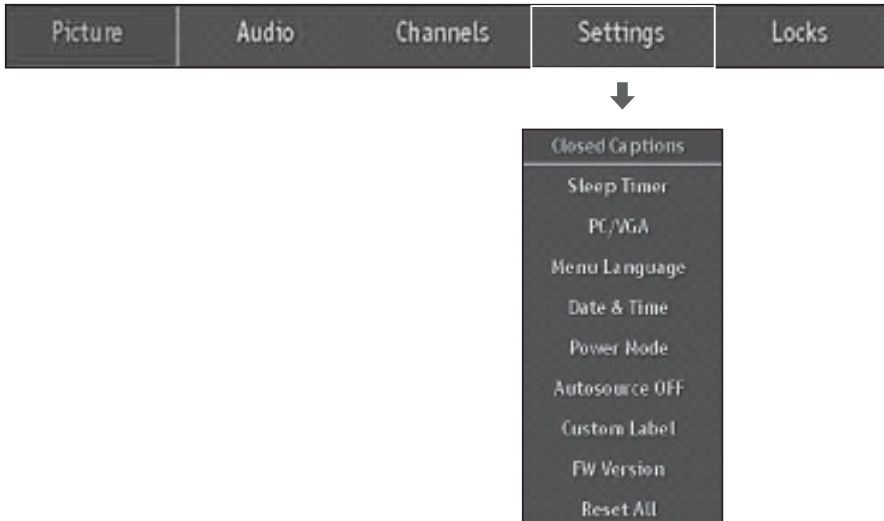 Picture Audio Channels Settings Locks
Closed Captions
Sleep Timer
PC/VGA
Menu Language
Date & Time
Power Mode
Autosource OFF
Custom Label
FW Version
Reset All